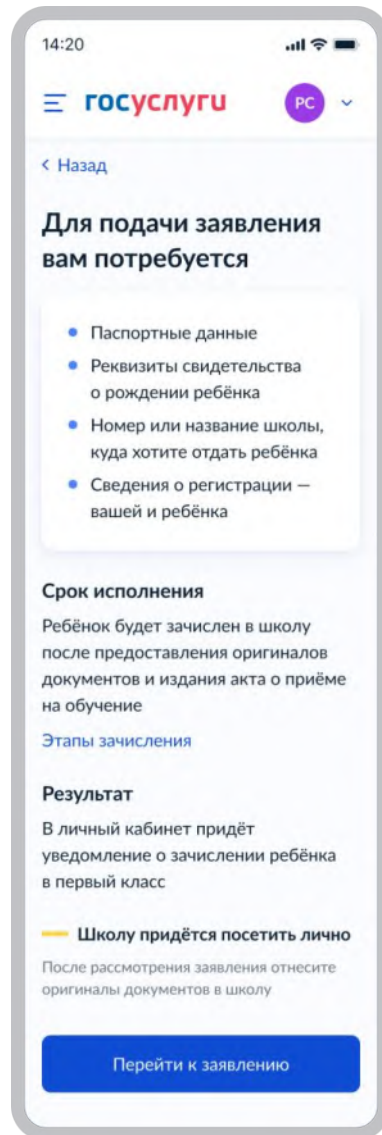 14:20
госуслуги
РС
Назад
Для подачи заявления
вам потребуется
Паспортные данные
Реквизиты свидетельства
о рождении ребёнка
Номер или название школы,
куда хотите отдать ребёнка
Сведения о регистрации —
вашей и ребёнка
Срок исполнения
Ребёнок будет зачислен в школу
после предоставления оригиналов
документов и издания акта о приёме
на обучение
Этапы зачисления
Результат
В личный кабинет придёт
уведомление о зачислении ребёнка
в первый класс
Школу придётся посетить лично
После рассмотрения заявления отнесите
оригиналы документов в школу
Перейти к заявлению